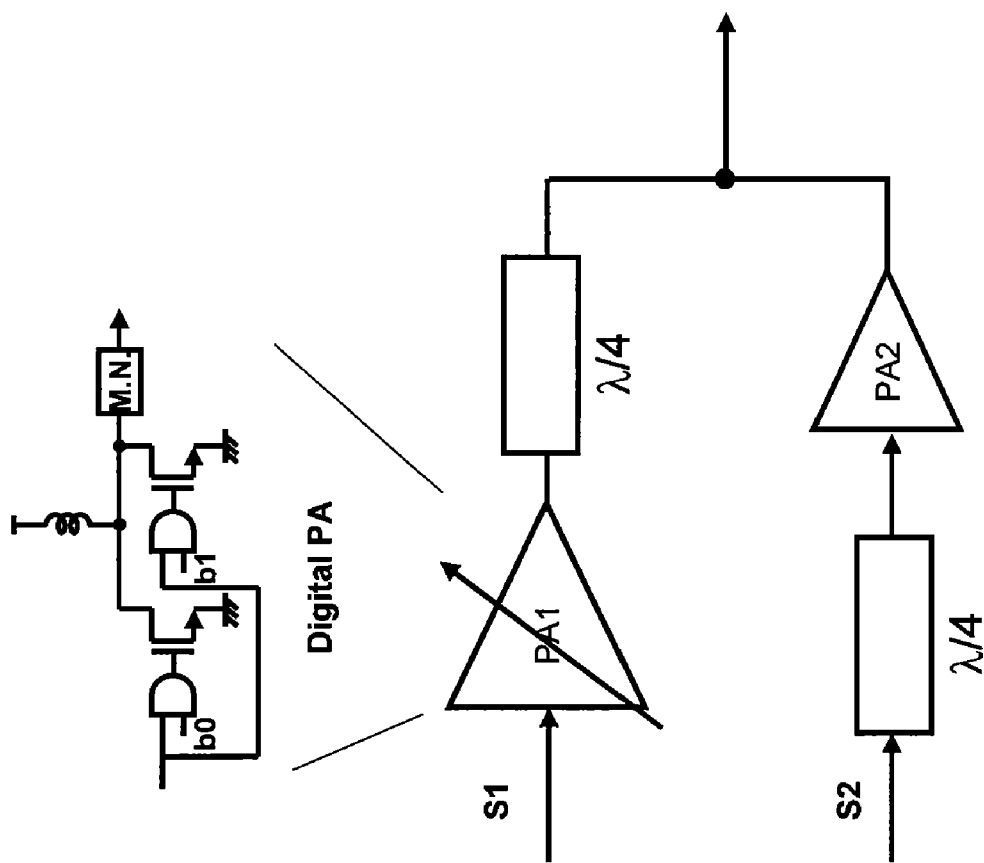 M.N.
b1
b0
Digital PA
λ/4
PA1
PA2
S1
λ/4
S2